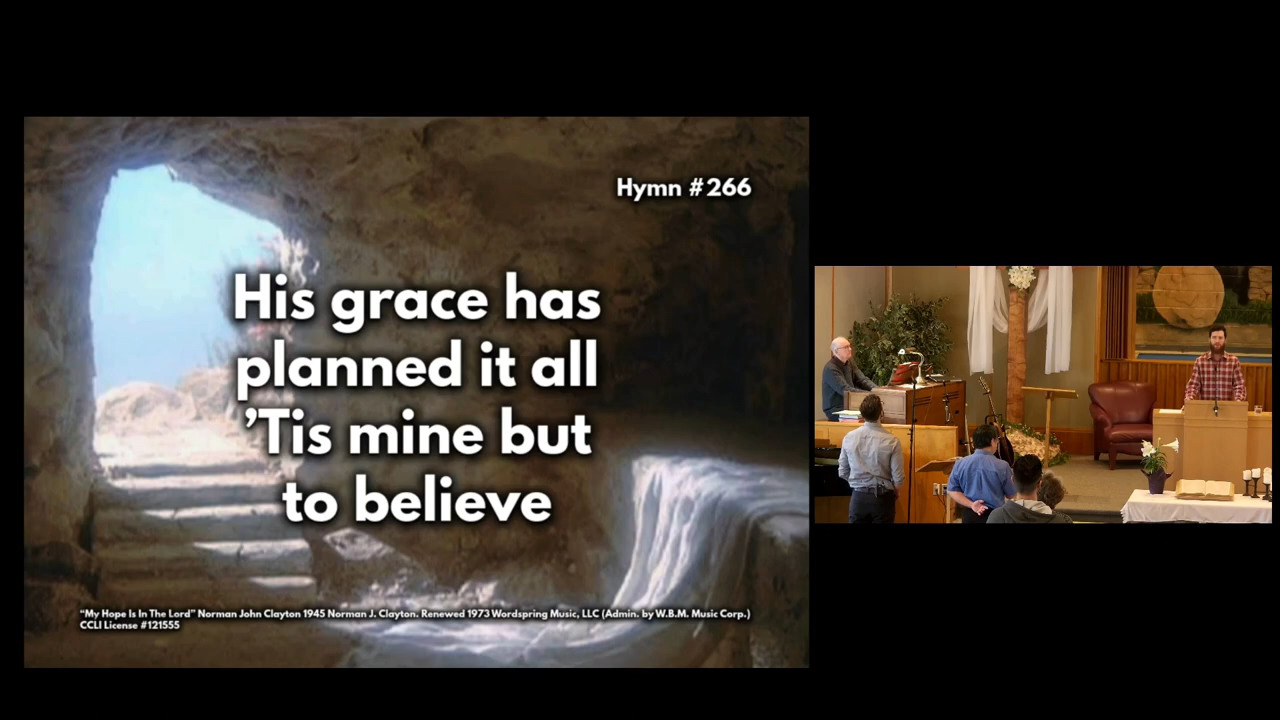 Hymn #266
His grace has
planned it all
’Tis mine but
to believe
“My Hope Is In The Lord” Norman John Clayton 1945 Norman J. Clayton. Renewed 1973 Wordspring Music, LLC (Admin. by W.B.M. Music Corp.)
CCLI License #121555